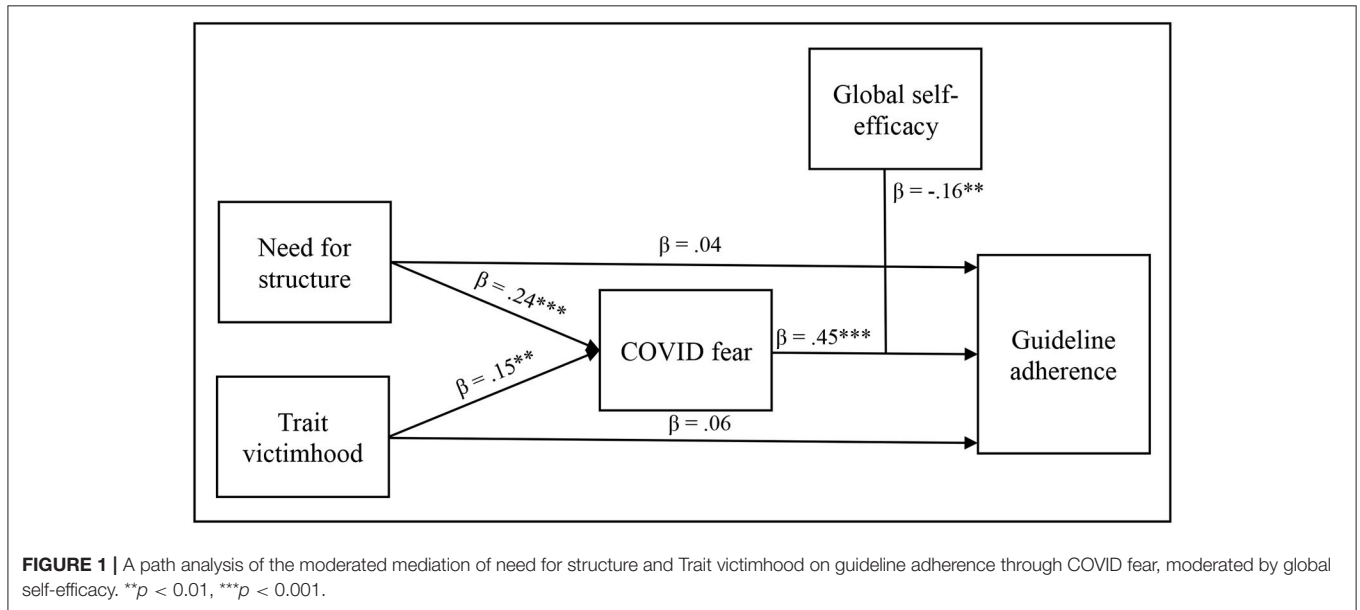 Global self-
efficacy
β = -.16**
Need for
structure
β = .04
β = .24***
COVID fear
β = .45***
Guideline
adherence
β = .15**
Trait
victimhood
β = .06
FIGURE 1 | A path analysis of the moderated mediation of need for structure and Trait victimhood on guideline adherence through COVID fear, moderated by global
self-efficacy. **p < 0.01, ***p < 0.001.